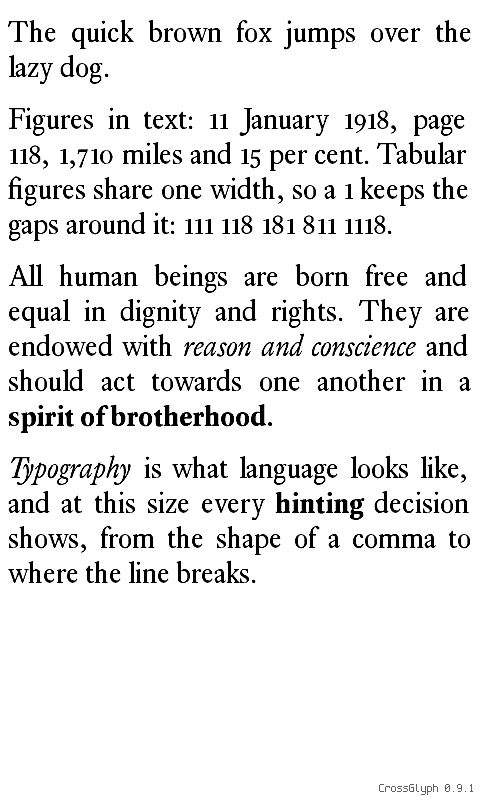 The quick brown fox jumps over the
lazy dog.
Figures in text: 11 January 1918, page
118, 1,710 miles and 15 per cent. Tabular
figures share one width, so a 1 keeps the
gaps around it: 111 118 181 811 1118.
All human beings are born free and
equal in dignity and rights. They are
endowed with reason and conscience and
should act towards one another in a
spirit of brotherhood.
Typography is what language looks like,
and at this size every hinting decision
shows, from the shape of a comma to
where the line breaks.
CrossGlyph 0.9.1